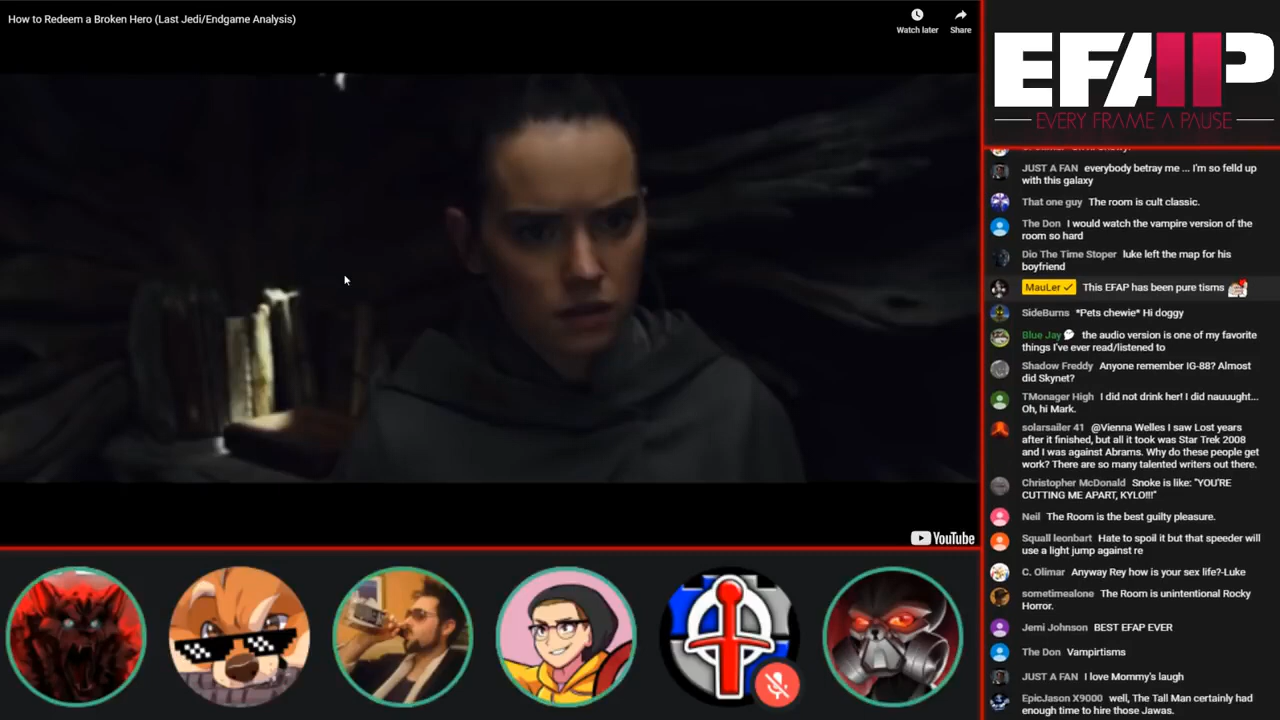 How to Redeem a Broken Hero (Last Jedi/Endgame Analysis)
Watch later
Share
YouTube
EFAP
EVERY FRAME A PAUSE
JUST A FAN everybody betray me ... I'm so felld up
with this galaxy
That one guy The room is cult classic.
The Don I would watch the vampire version of the
room so hard
Dio The Time Stoper luke left the map for his
boyfriend
MauLer This EFAP has been pure tisms
SideBurns *Pets chewie* Hi doggy
Blue Jay the audio version is one of my favorite
things I've ever read/listened to
Shadow Freddy Anyone remember IG-88? Almost
did Skynet?
TMonager High I did not drink her! I did nauuught...
Oh, hi Mark.
solarsailer 41 @Vienna Welles I saw Lost years
after it finished, but all it took was Star Trek 2008
and I was against Abrams. Why do these people get
work? There are so many talented writers out there.
Christopher McDonald Snoke is like: "YOU'RE
CUTTING ME APART, KYLO!!!"
Neil The Room is the best guilty pleasure.
Squall leonbart Hate to spoil it but that speeder will
use a light jump against re
C. Olimar Anyway Rey how is your sex life?-Luke
sometimealone The Room is unintentional Rocky
Horror.
Jemi Johnson BEST EFAP EVER
The Don Vampirtisms
JUST A FAN I love Mommy's laugh
EpicJason X9000 well, The Tall Man certainly had
enough time to hire those Jawas.